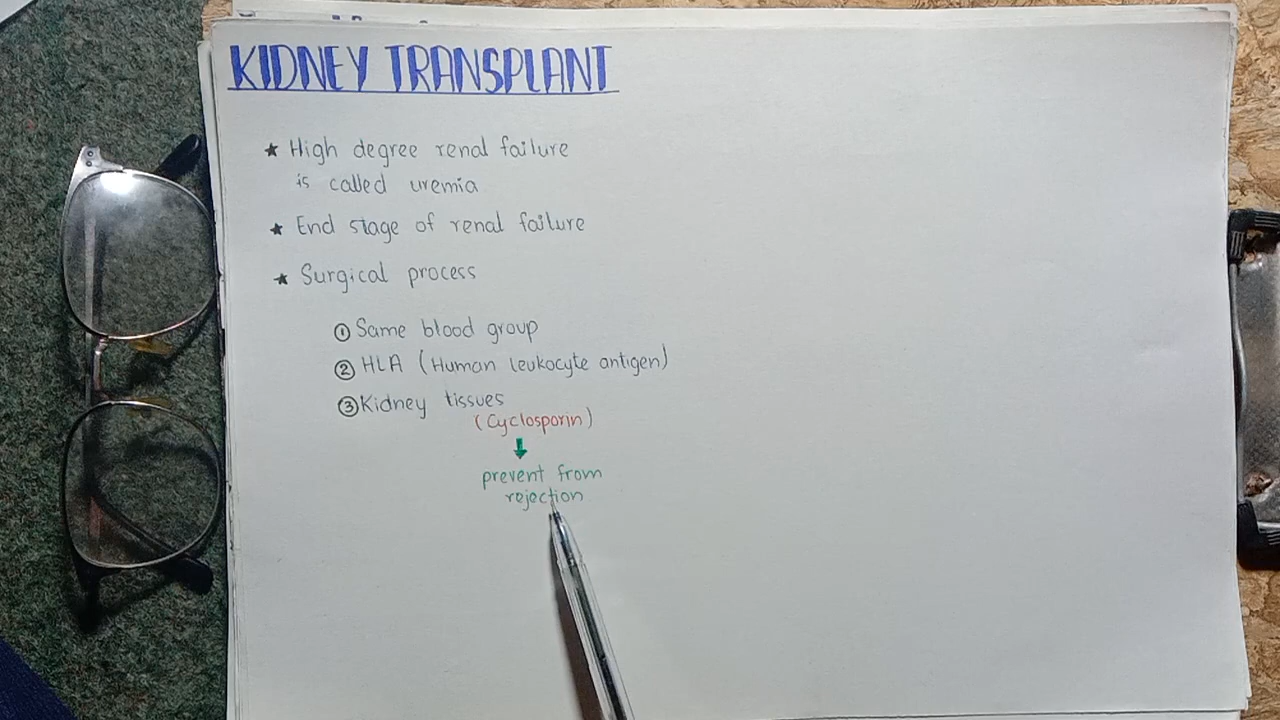 KIDNEY TRANSPLANT
★ High degree renal failure
is called uremia
★ End stage of renal failure
★ Surgical process
① Same blood group
② HLA (Human leukocyte antigen)
③ Kidney tissues
(Cyclosporin)
↓
prevent from
rejection